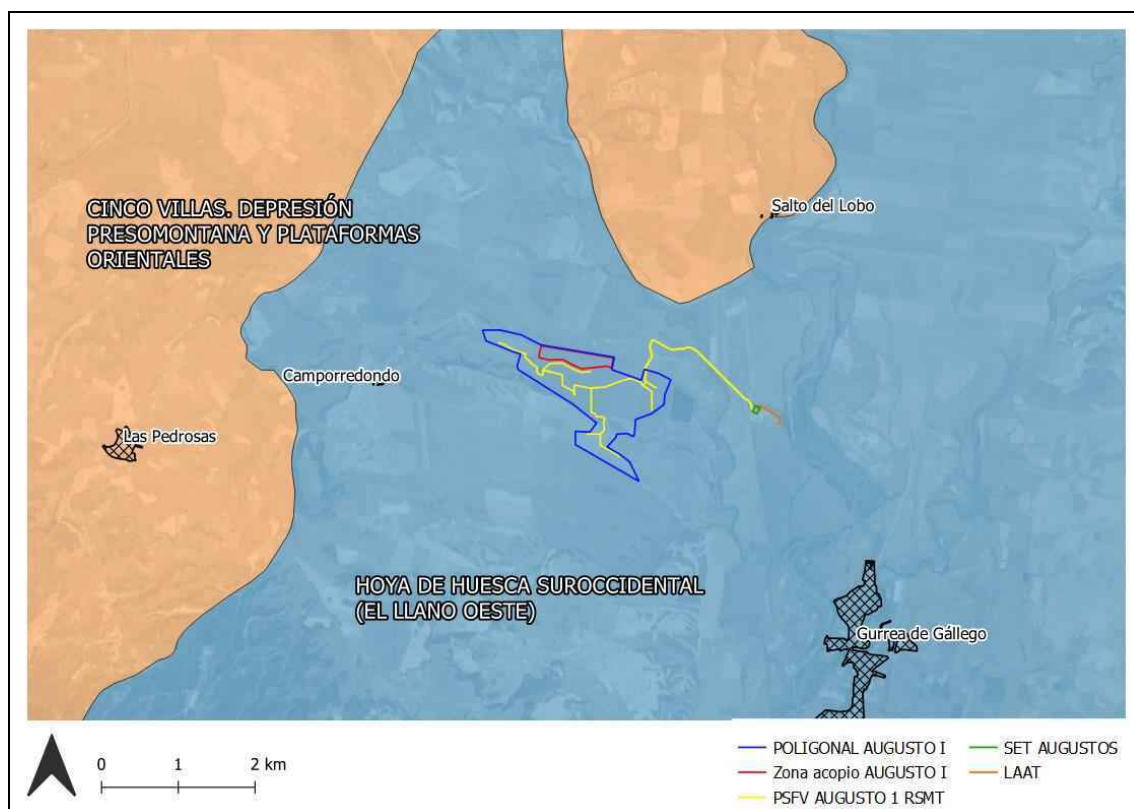 CINCO VILLAS. DEPRESIÓN
PRESOMONTANA Y PLATAFORMAS
ORIENTALES
Salto del Lobo
Camporredondo
Las Pedrosas
HOYA DE HUESCA SUROCCIDENTAL
(EL LLANO OESTE)
Gurrea de Gállego
0 1 2 km
POLIGONAL AUGUSTO I
Zona acopio AUGUSTO I
PSFV AUGUSTO 1 RSMT
SET AUGUSTOS
LAAT